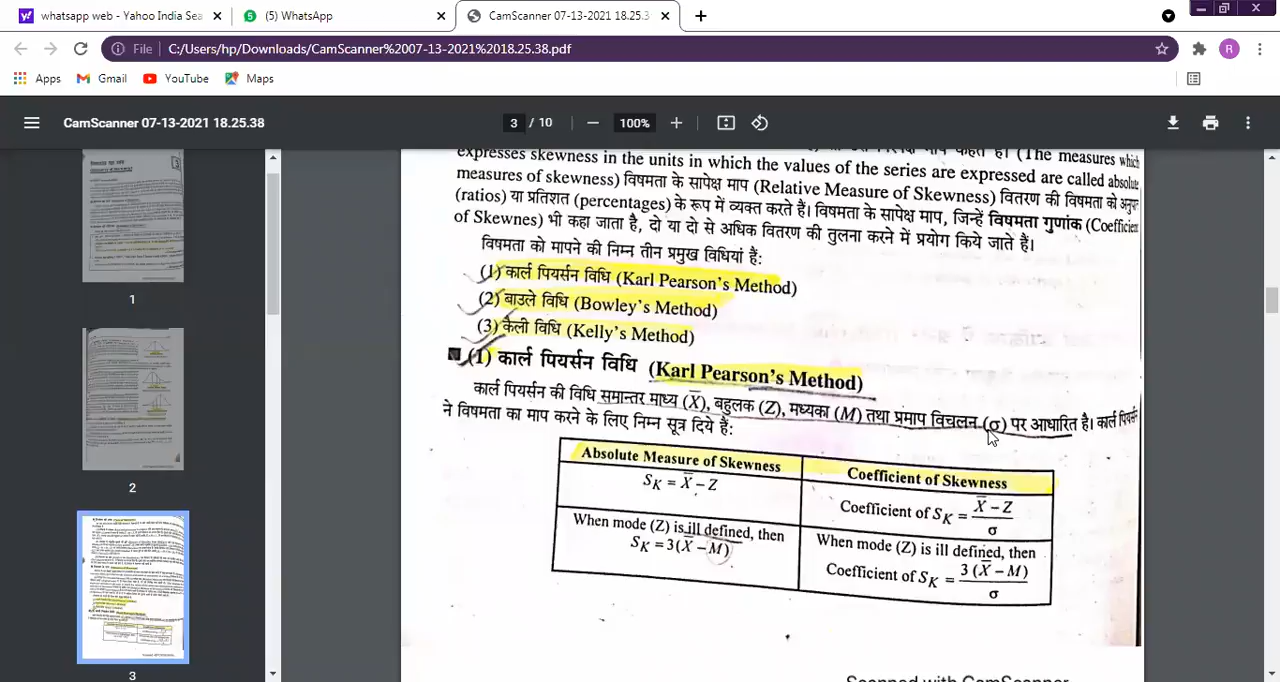 whatsapp web - Yahoo India Sea
(5) WhatsApp
CamScanner 07-13-2021 18.25.3
File C:/Users/hp/Downloads/CamScanner%2007-13-2021%2018.25.38.pdf
R
Apps Gmail YouTube Maps
CamScanner 07-13-2021 18.25.38
3 / 10
100%
1
2
3
(The measures which
expresses skewness in the units in which the values of the series are expressed are called absolute
measures of skewness) विषमता के सापेक्ष माप (Relative Measure of Skewness) वितरण की विषमता को अनुपात
(ratios) या प्रतिशत (percentages) के रूप में व्यक्त करते हैं। विषमता के सापेक्ष माप, जिन्हें विषमता गुणांक (Coefficient
of Skewnes) भी कहा जाता है, दो या दो से अधिक वितरण की तुलना करने में प्रयोग किये जाते हैं।
विषमता को मापने की निम्न तीन प्रमुख विधियां हैं:
(1) कार्ल पियर्सन विधि (Karl Pearson's Method)
(2) बाउले विधि (Bowley's Method)
(3) कैली विधि (Kelly's Method)
(1) कार्ल पियर्सन विधि (Karl Pearson's Method)
कार्ल पियर्सन की विधि समान्तर माध्य (X̅), बहुलक (Z), मध्यका (M) तथा प्रमाप विचलन (σ) पर आधारित है। कार्ल पियर्सन
ने विषमता का माप करने के लिए निम्न सूत्र दिये हैं:
Absolute Measure of Skewness Coefficient of Skewness
S_K = X̅ – Z
Coefficient of S_K = (X̅ – Z) / σ
When mode (Z) is ill defined, then
S_K = 3(X̅ – M)
When mode (Z) is ill defined, then
Coefficient of S_K = 3 (X̅ – M) / σ
Scanned with CamScanner